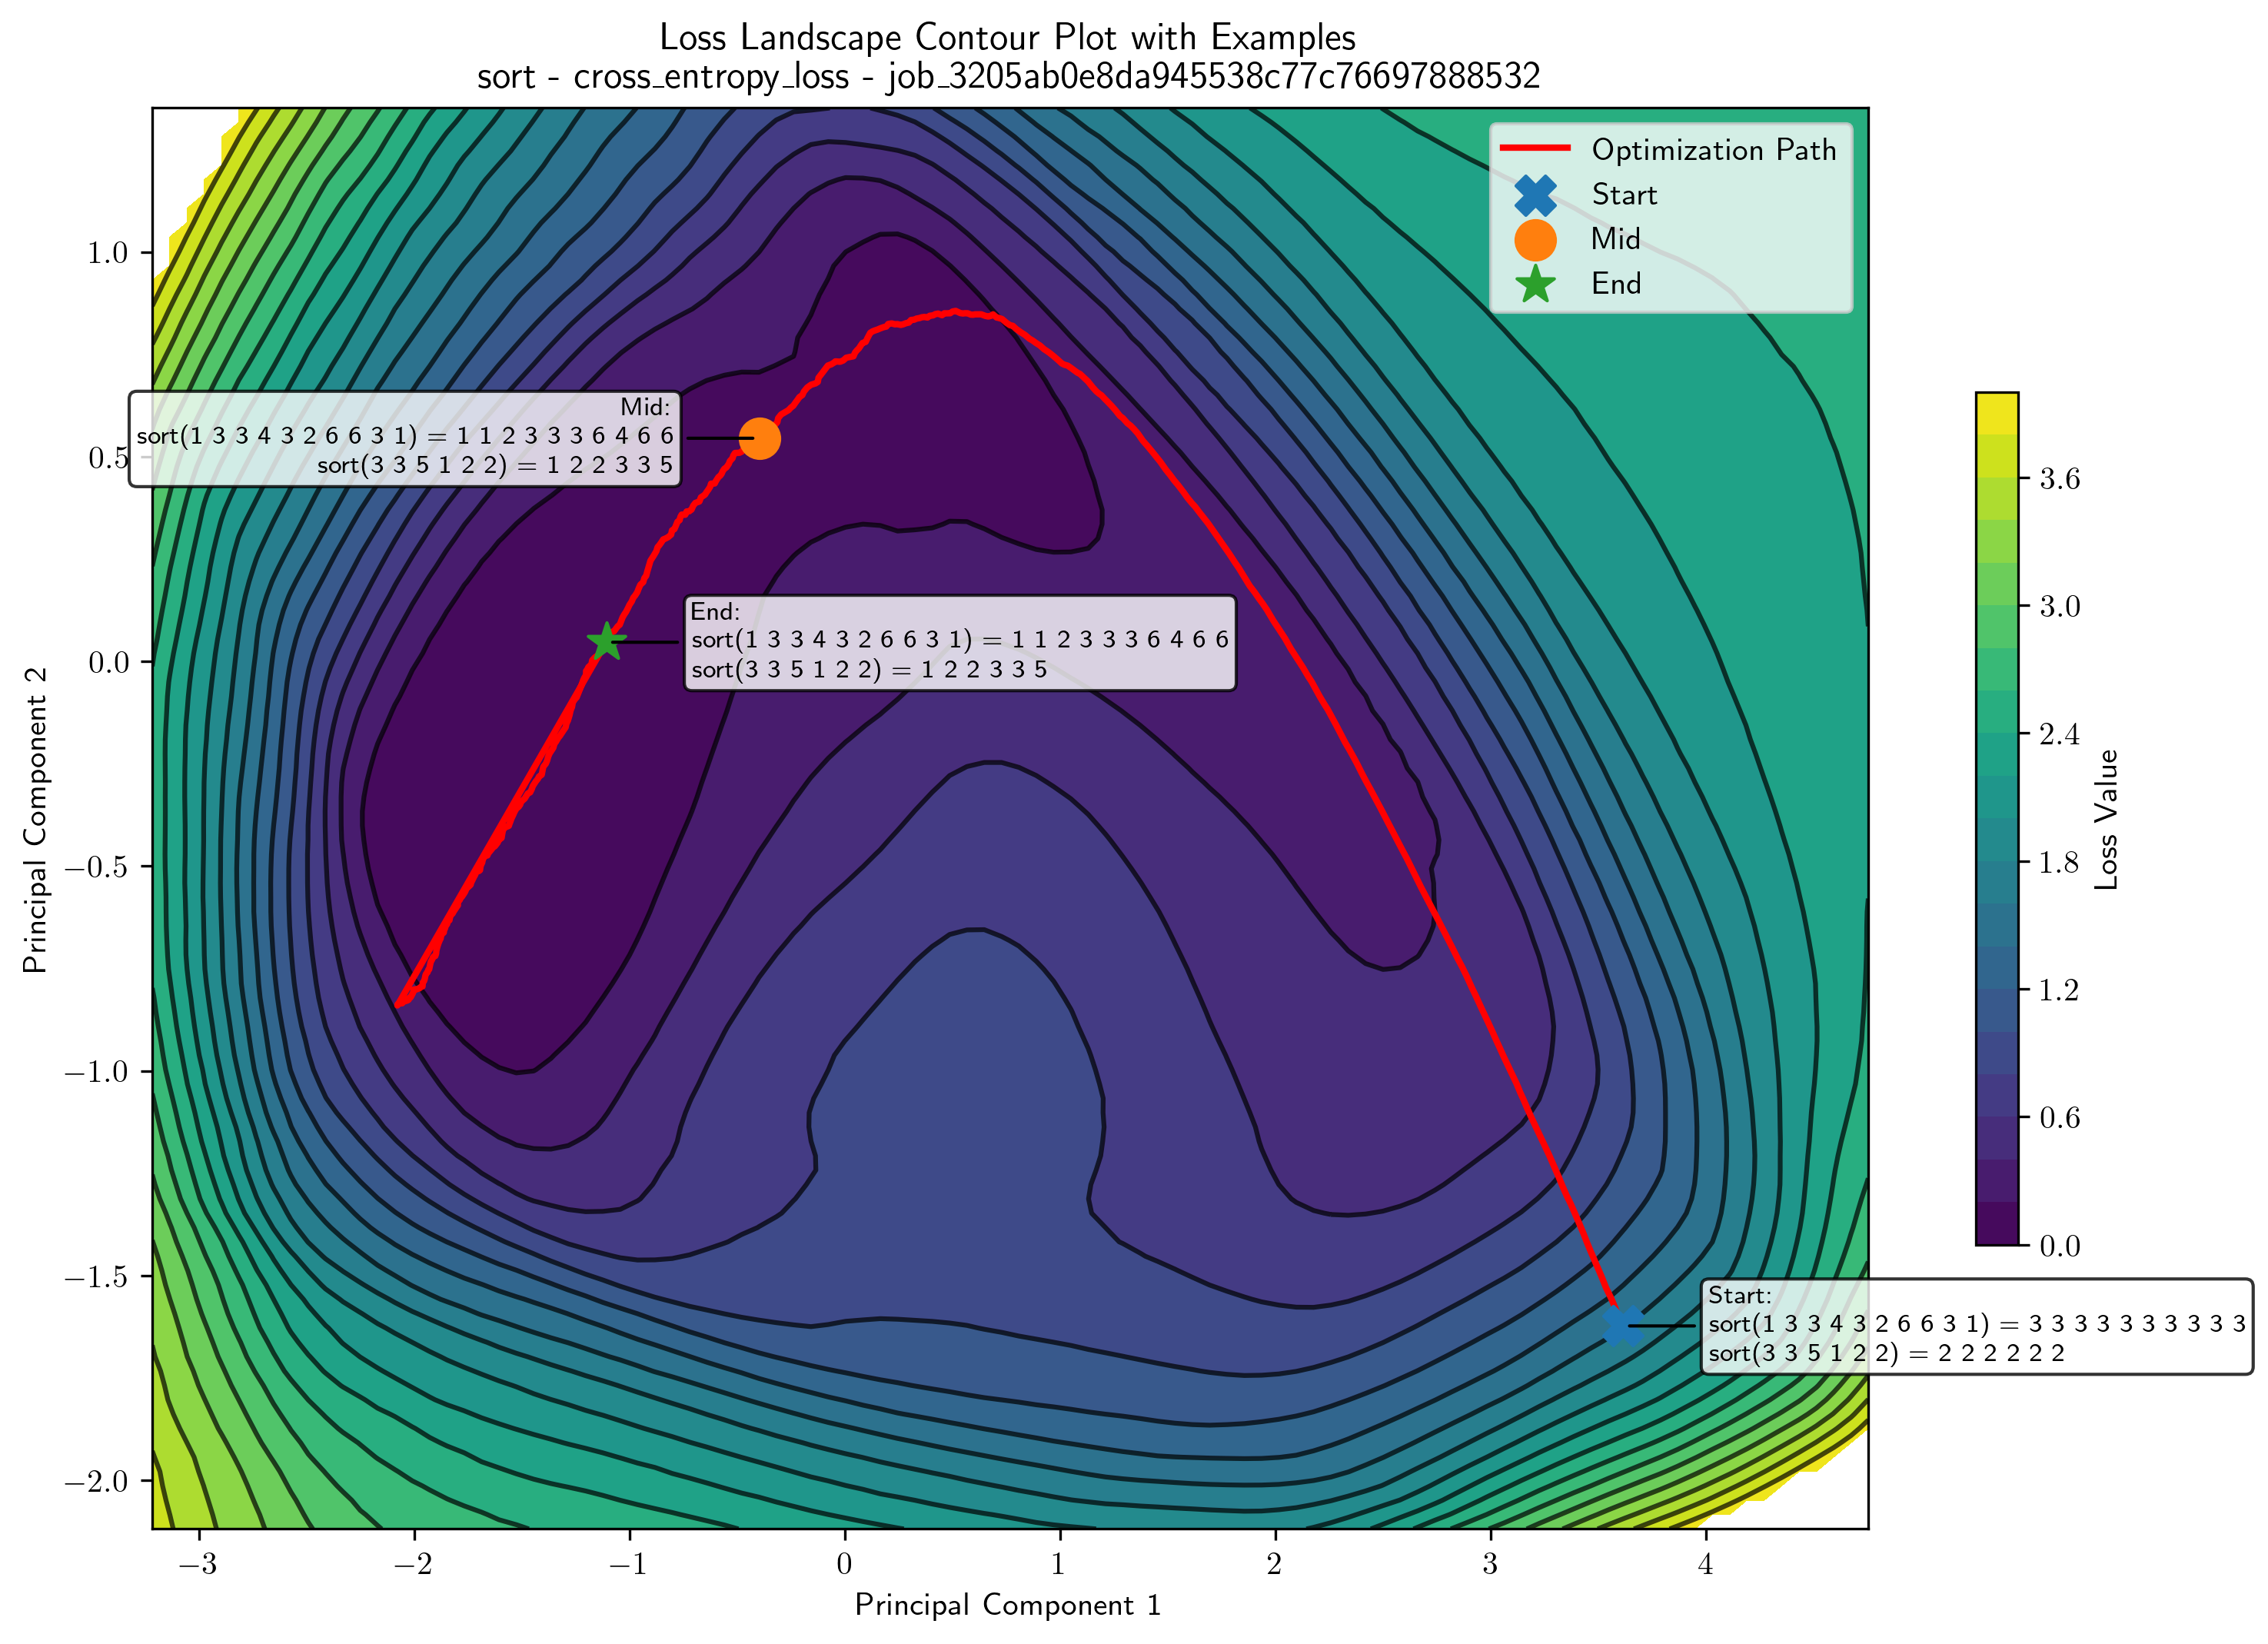 Loss Landscape Contour Plot with Examples
sort - cross_entropy_loss - job_3205ab0e8da945538c77c76697888532
Optimization Path
Start
Mid
End
Mid:
sort(1 3 3 4 3 2 6 6 3 1) = 1 1 2 3 3 3 6 4 6 6
sort(3 3 5 1 2 2) = 1 2 2 3 3 5
End:
sort(1 3 3 4 3 2 6 6 3 1) = 1 1 2 3 3 3 6 4 6 6
sort(3 3 5 1 2 2) = 1 2 2 3 3 5
Start:
sort(1 3 3 4 3 2 6 6 3 1) = 3 3 3 3 3 3 3 3 3 3
sort(3 3 5 1 2 2) = 2 2 2 2 2 2
1.0
0.5
0.0
−0.5
−1.0
−1.5
−2.0
Principal Component 2
−3
−2
−1
0
1
2
3
4
Principal Component 1
3.6
3.0
2.4
1.8
1.2
0.6
0.0
Loss Value